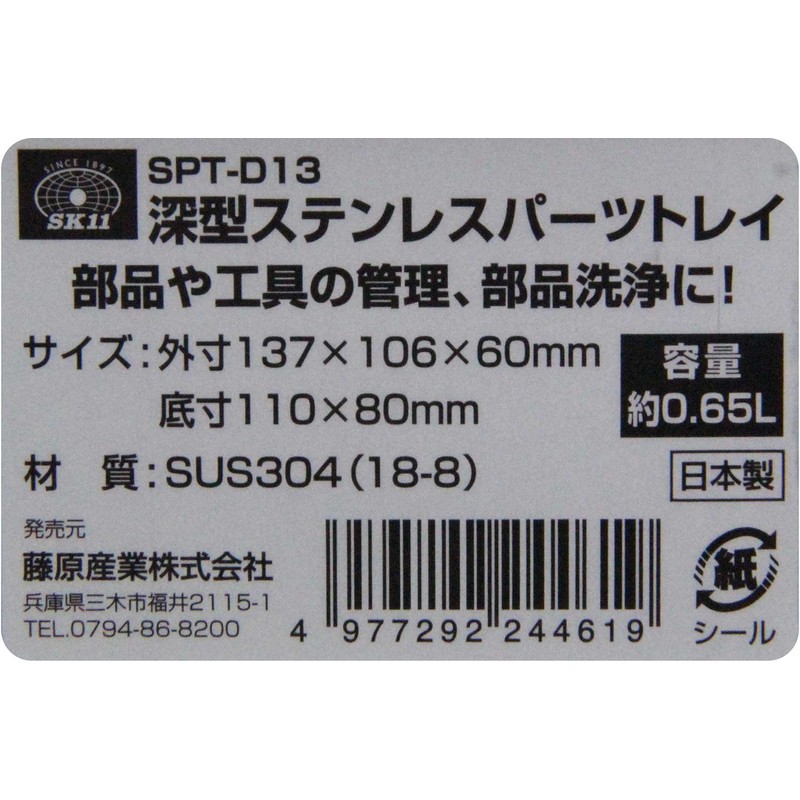 SINCE 1897
SK11
SPT-D13
深型ステンレスパーツトレイ
部品や工具の管理、部品洗浄に!
サイズ:外寸137×106×60mm
底寸110×80mm
容量
約0.65L
材 質:SUS304(18-8)
日本製
発売元
藤原産業株式会社
兵庫県三木市福井2115-1
TEL.0794-86-8200
4 977292 244619
紙
シール